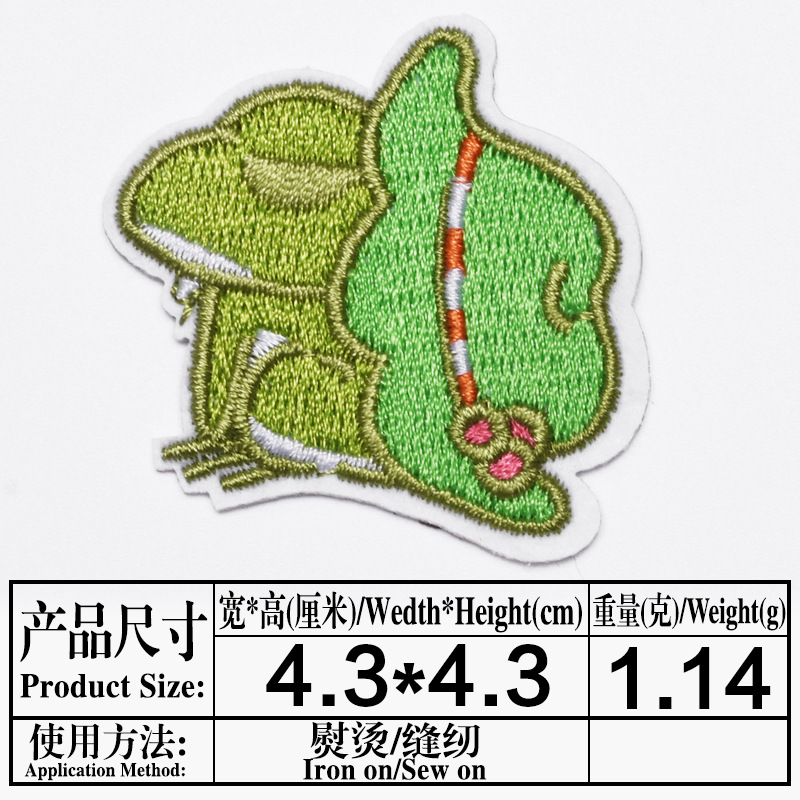 产品尺寸
Product Size:
宽*高(厘米)/Wedth*Height(cm)
重量(克)/Weight(g)
4.3*4.3
1.14
使用方法:
Application Method:
熨烫/缝纫
Iron on/Sew on